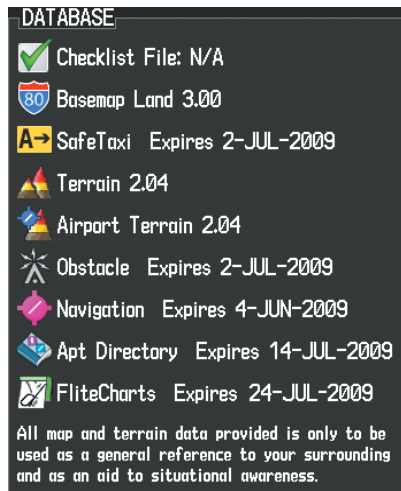 DATABASE
Checklist File: N/A
80 Basemap Land 3.00
A→ SafeTaxi Expires 2-JUL-2009
Terrain 2.04
Airport Terrain 2.04
Obstacle Expires 2-JUL-2009
Navigation Expires 4-JUN-2009
Apt Directory Expires 14-JUL-2009
FliteCharts Expires 24-JUL-2009
All map and terrain data provided is only to be
used as a general reference to your surrounding
and as an aid to situational awareness.